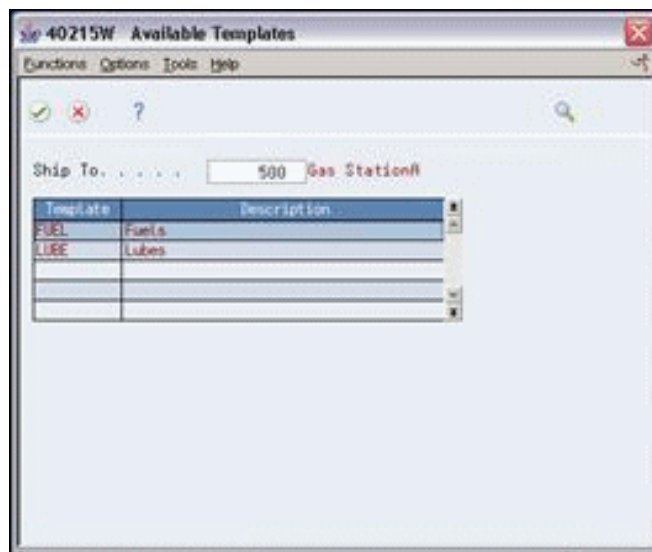 40215W Available Templates
Functions Options Tools Help
?
Ship To. . . . . 500 Gas StationA
Template Description
FUEL Fuels
LUBE Lubes